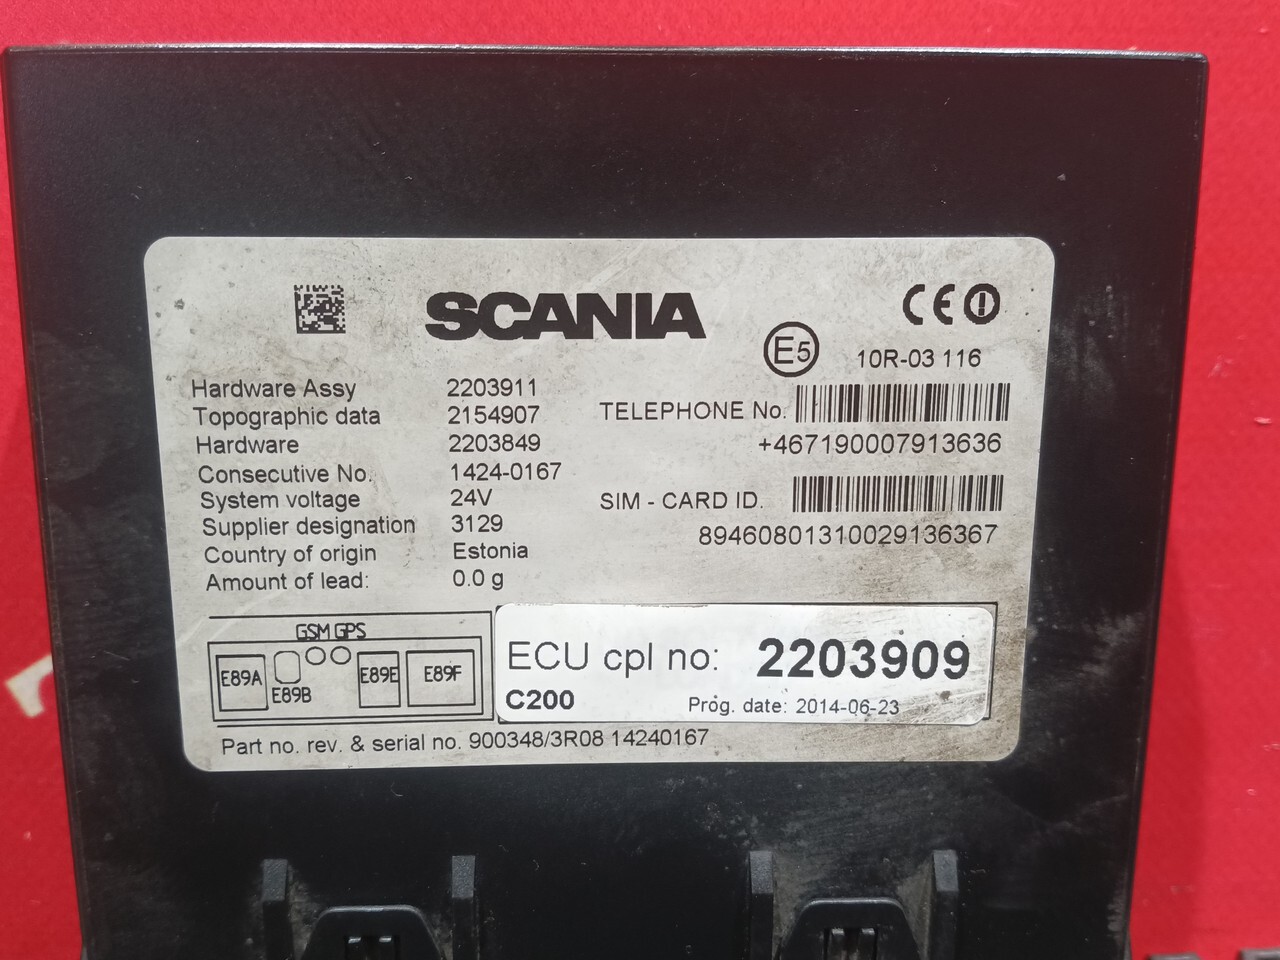 SCANIA
CE
E5 10R-03 116
Hardware Assy 2203911
Topographic data 2154907
Hardware 2203849
Consecutive No. 1424-0167
System voltage 24V
Supplier designation 3129
Country of origin Estonia
Amount of lead: 0.0 g
TELEPHONE No.
+467190007913636
SIM - CARD ID.
89460801310029136367
GSM GPS
E89A E89B E89E E89F
ECU cpl no: 2203909
C200 Prog. date: 2014-06-23
Part no. rev. & serial no. 900348/3R08 14240167